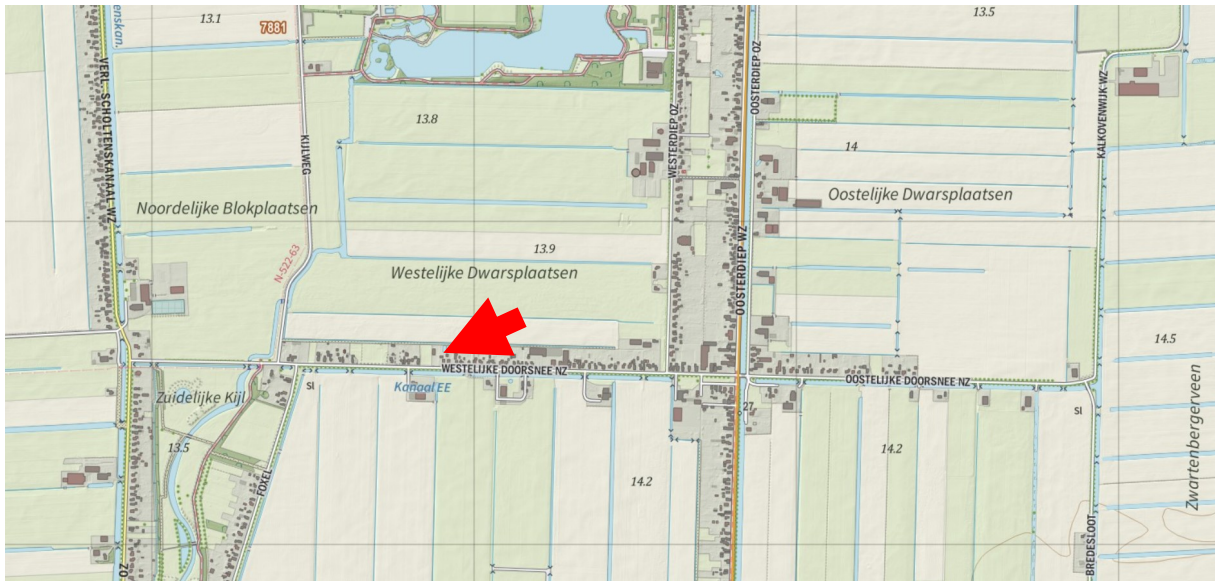 enskan.
13.1
7881
13.5
VERL. SCHOLTENSKANAAL WZ
KIJLWEG
13.8
WESTERDIEP OZ
OOSTERDIEP OZ
14
KALKOVENWIJK WZ
Noordelijke Blokplaatsen
Oostelijke Dwarsplaatsen
N-522-63
13.9
Westelijke Dwarsplaatsen
OOSTERDIEP WZ
14.5
WESTELIJKE DOORSNEE NZ
OOSTELIJKE DOORSNEE NZ
SI
Kanaal EE
Zuidelijke Kijl
27
SI
13.5
14.2
14.2
FOXEL
Zwartenbergerveen
BREDESLOOT
ZO